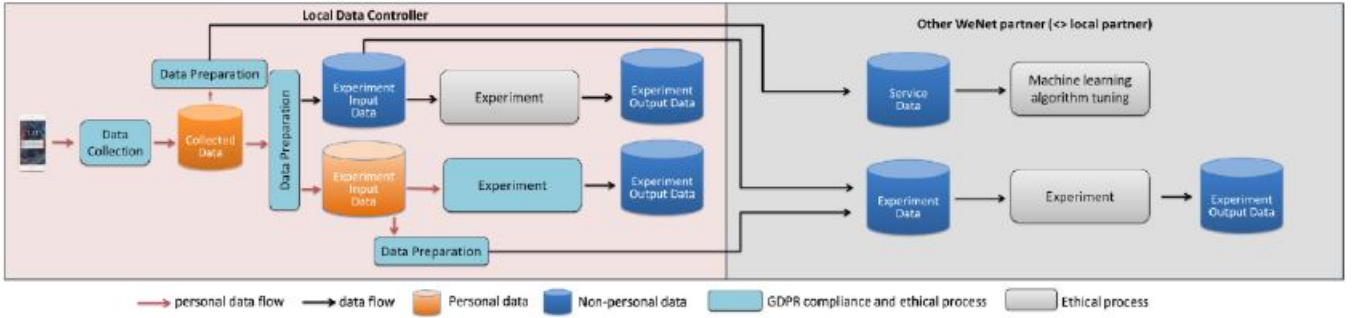 Local Data Controller
Other WeNet partner (<> local partner)
Data Preparation
Data
Collection
Collected
Data
Data Preparation
Experiment
Input
Data
Experiment
Experiment
Output Data
Experiment
Input
Data
Experiment
Experiment
Output Data
Data Preparation
Service
Data
Machine learning
algorithm tuning
Experiment
Data
Experiment
Experiment
Output Data
personal data flow
data flow
Personal data
Non-personal data
GDPR compliance and ethical process
Ethical process